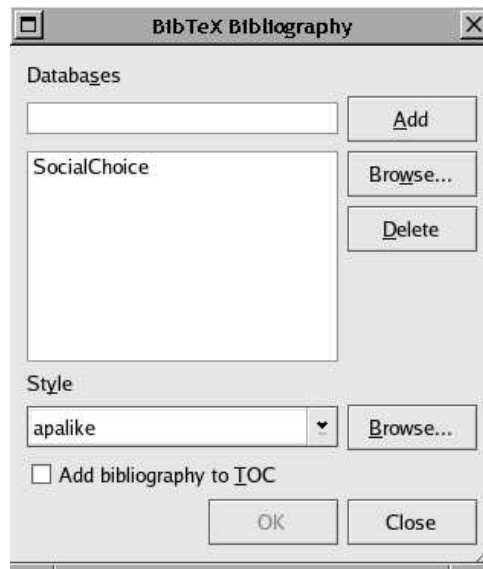 BibTeX Bibliography
Databases
Add
SocialChoice
Browse...
Delete
Style
apalike
Browse...
Add bibliography to TOC
OK
Close